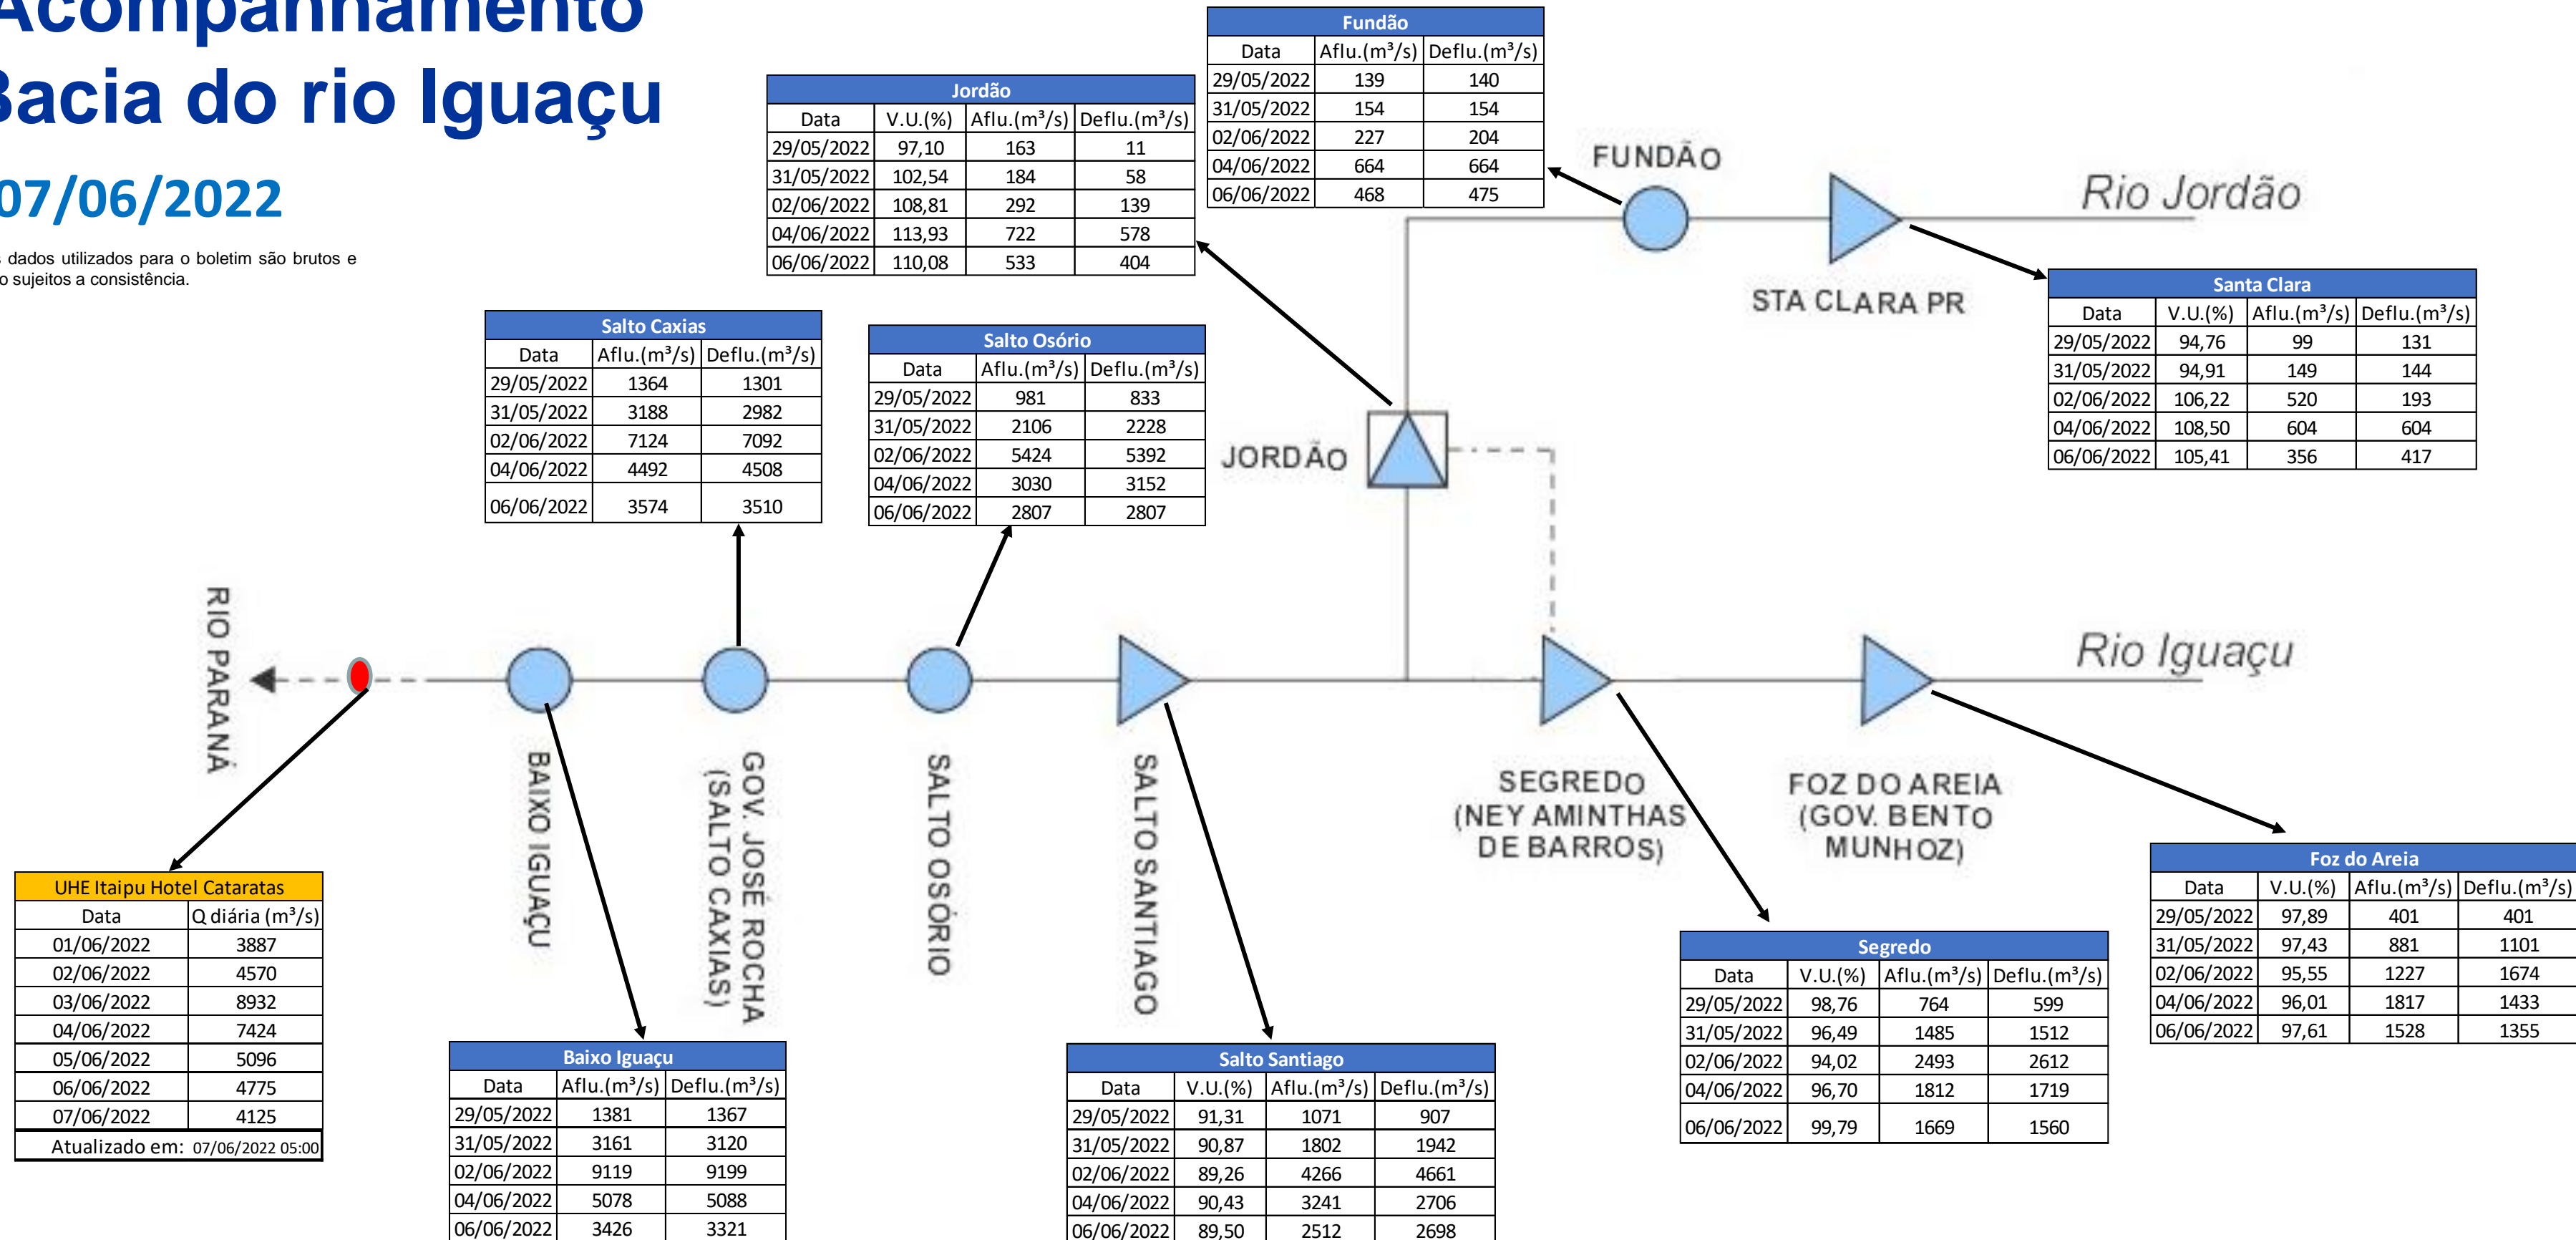 Acompanhamento
Bacia do rio Iguaçu
07/06/2022
dados utilizados para o boletim são brutos e
sujeitos a consistência.
Fundão
Data Aflu.(m³/s) Deflu.(m³/s)
29/05/2022 139 140
31/05/2022 154 154
02/06/2022 227 204
04/06/2022 664 664
06/06/2022 468 475
Jordão
Data V.U.(%) Aflu.(m³/s) Deflu.(m³/s)
29/05/2022 97,10 163 11
31/05/2022 102,54 184 58
02/06/2022 108,81 292 139
04/06/2022 113,93 722 578
06/06/2022 110,08 533 404
FUNDÃO
Rio Jordão
STA CLARA PR
Santa Clara
Data V.U.(%) Aflu.(m³/s) Deflu.(m³/s)
29/05/2022 94,76 99 131
31/05/2022 94,91 149 144
02/06/2022 106,22 520 193
04/06/2022 108,50 604 604
06/06/2022 105,41 356 417
Salto Caxias
Data Aflu.(m³/s) Deflu.(m³/s)
29/05/2022 1364 1301
31/05/2022 3188 2982
02/06/2022 7124 7092
04/06/2022 4492 4508
06/06/2022 3574 3510
Salto Osório
Data Aflu.(m³/s) Deflu.(m³/s)
29/05/2022 981 833
31/05/2022 2106 2228
02/06/2022 5424 5392
04/06/2022 3030 3152
06/06/2022 2807 2807
JORDÃO
RIO PARANÁ
Rio Iguaçu
BAIXO IGUAÇU
GOV. JOSÉ ROCHA
(SALTO CAXIAS)
SALTO OSÓRIO
SALTO SANTIAGO
SEGREDO
(NEY AMINTHAS
DE BARROS)
FOZ DO AREIA
(GOV. BENTO
MUNHOZ)
UHE Itaipu Hotel Cataratas
Data Q diária (m³/s)
01/06/2022 3887
02/06/2022 4570
03/06/2022 8932
04/06/2022 7424
05/06/2022 5096
06/06/2022 4775
07/06/2022 4125
Atualizado em: 07/06/2022 05:00
Baixo Iguaçu
Data Aflu.(m³/s) Deflu.(m³/s)
29/05/2022 1381 1367
31/05/2022 3161 3120
02/06/2022 9119 9199
04/06/2022 5078 5088
06/06/2022 3426 3321
Salto Santiago
Data V.U.(%) Aflu.(m³/s) Deflu.(m³/s)
29/05/2022 91,31 1071 907
31/05/2022 90,87 1802 1942
02/06/2022 89,26 4266 4661
04/06/2022 90,43 3241 2706
06/06/2022 89,50 2512 2698
Segredo
Data V.U.(%) Aflu.(m³/s) Deflu.(m³/s)
29/05/2022 98,76 764 599
31/05/2022 96,49 1485 1512
02/06/2022 94,02 2493 2612
04/06/2022 96,70 1812 1719
06/06/2022 99,79 1669 1560
Foz do Areia
Data V.U.(%) Aflu.(m³/s) Deflu.(m³/s)
29/05/2022 97,89 401 401
31/05/2022 97,43 881 1101
02/06/2022 95,55 1227 1674
04/06/2022 96,01 1817 1433
06/06/2022 97,61 1528 1355